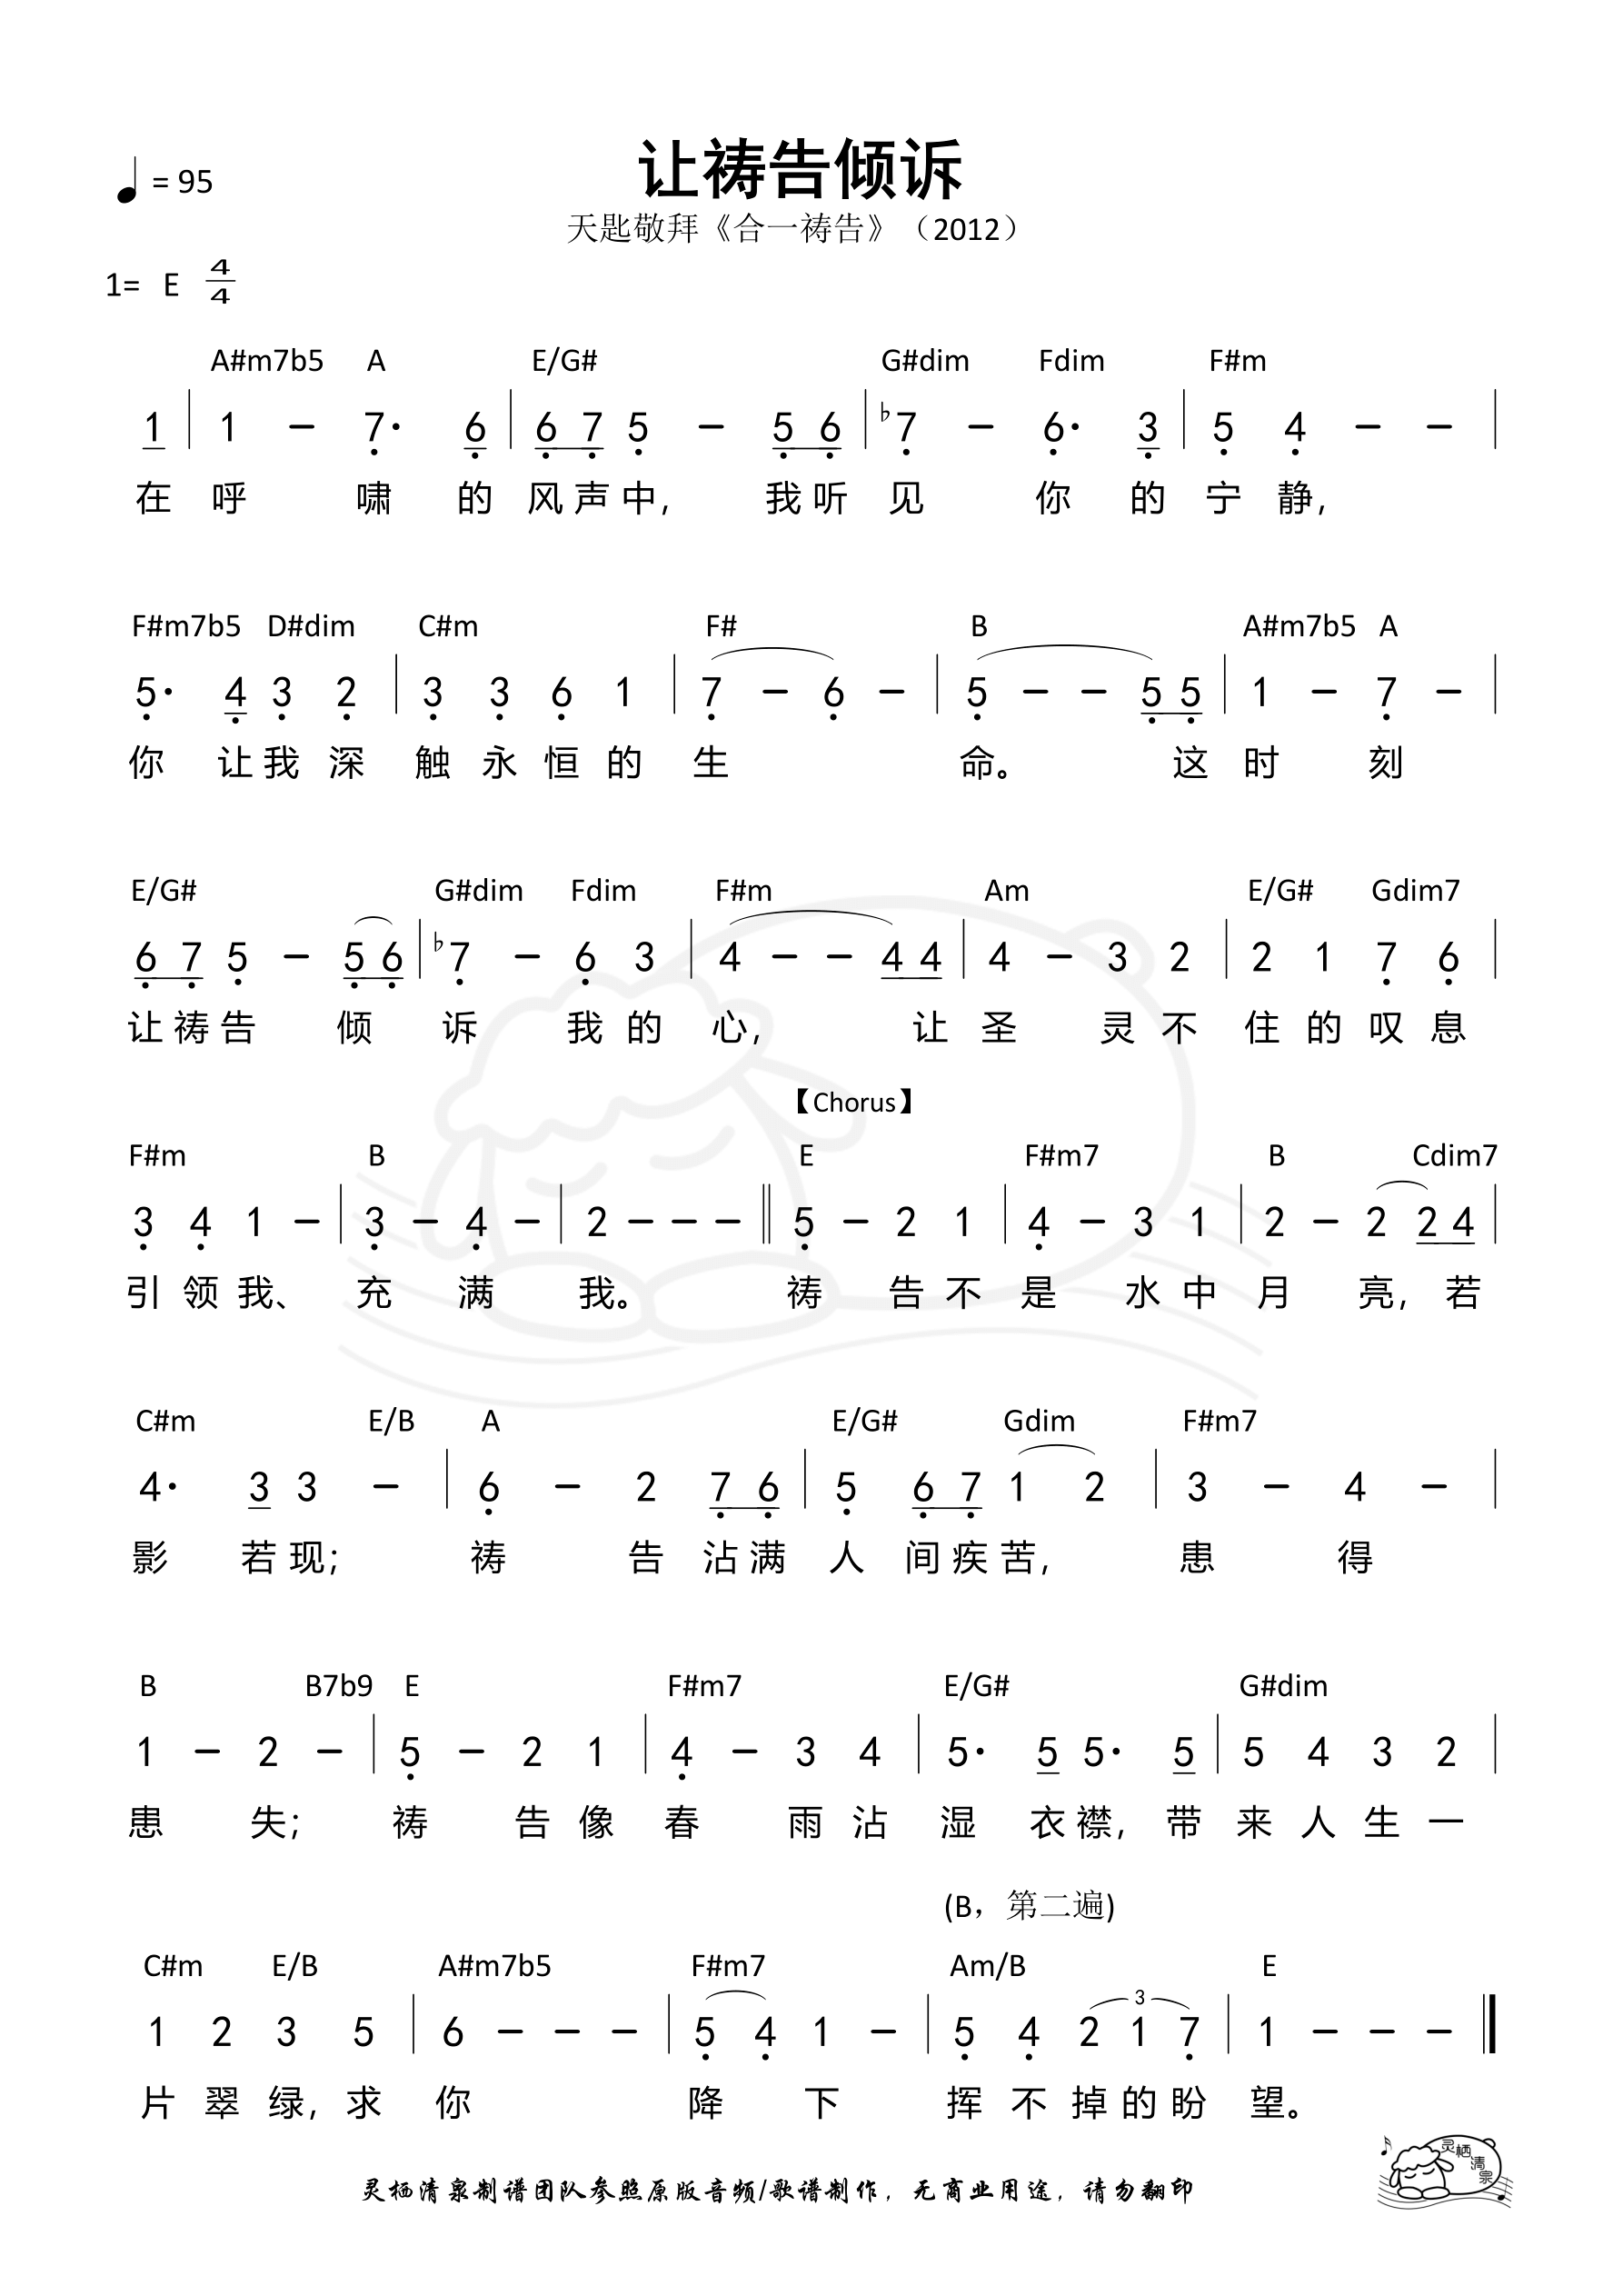 让祷告倾诉
= 95
天匙敬拜《合一祷告》（2012）
1= E 4/4
A#m7b5 A E/G# G#dim Fdim F#m
1 | 1 – 7· 6 | 6 7 5 – 5 6 | ♭7 – 6· 3 | 5 4 – – |
在 呼 啸 的 风 声 中, 我 听 见 你 的 宁 静,
F#m7b5 D#dim C#m F# B A#m7b5 A
5· 4 3 2 | 3 3 6 1 | 7 – 6 – | 5 – – 5 5 | 1 – 7 – |
你 让 我 深 触 永 恒 的 生 命。 这 时 刻
E/G# G#dim Fdim F#m Am E/G# Gdim7
6 7 5 – 5 6 | ♭7 – 6 3 | 4 – – 4 4 | 4 – 3 2 | 2 1 7 6 |
让 祷 告 倾 诉 我 的 心, 让 圣 灵 不 住 的 叹 息
【Chorus】
F#m B E F#m7 B Cdim7
3 4 1 – | 3 – 4 – | 2 – – – || 5 – 2 1 | 4 – 3 1 | 2 – 2 2 4 |
引 领 我、 充 满 我。 祷 告 不 是 水 中 月 亮, 若
C#m E/B A E/G# Gdim F#m7
4· 3 3 – | 6 – 2 7 6 | 5 6 7 1 2 | 3 – 4 – |
影 若 现; 祷 告 沾 满 人 间 疾 苦, 患 得
B B7b9 E F#m7 E/G# G#dim
1 – 2 – | 5 – 2 1 | 4 – 3 4 | 5· 5 5· 5 | 5 4 3 2 |
患 失; 祷 告 像 春 雨 沾 湿 衣 襟, 带 来 人 生 一
(B，第二遍)
C#m E/B A#m7b5 F#m7 Am/B E
3
1 2 3 5 | 6 – – – | 5 4 1 – | 5 4 2 1 7 | 1 – – – ||
片 翠 绿, 求 你 降 下 挥 不 掉 的 盼 望。
灵栖清泉制谱团队参照原版音频/歌谱制作，无商业用途，请勿翻印
灵栖清泉